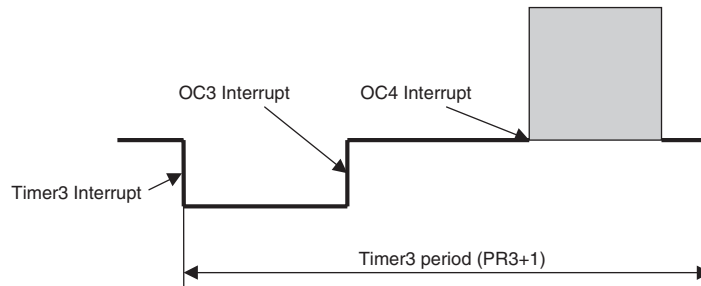 OC3 Interrupt
OC4 Interrupt
Timer3 Interrupt
Timer3 period (PR3+1)